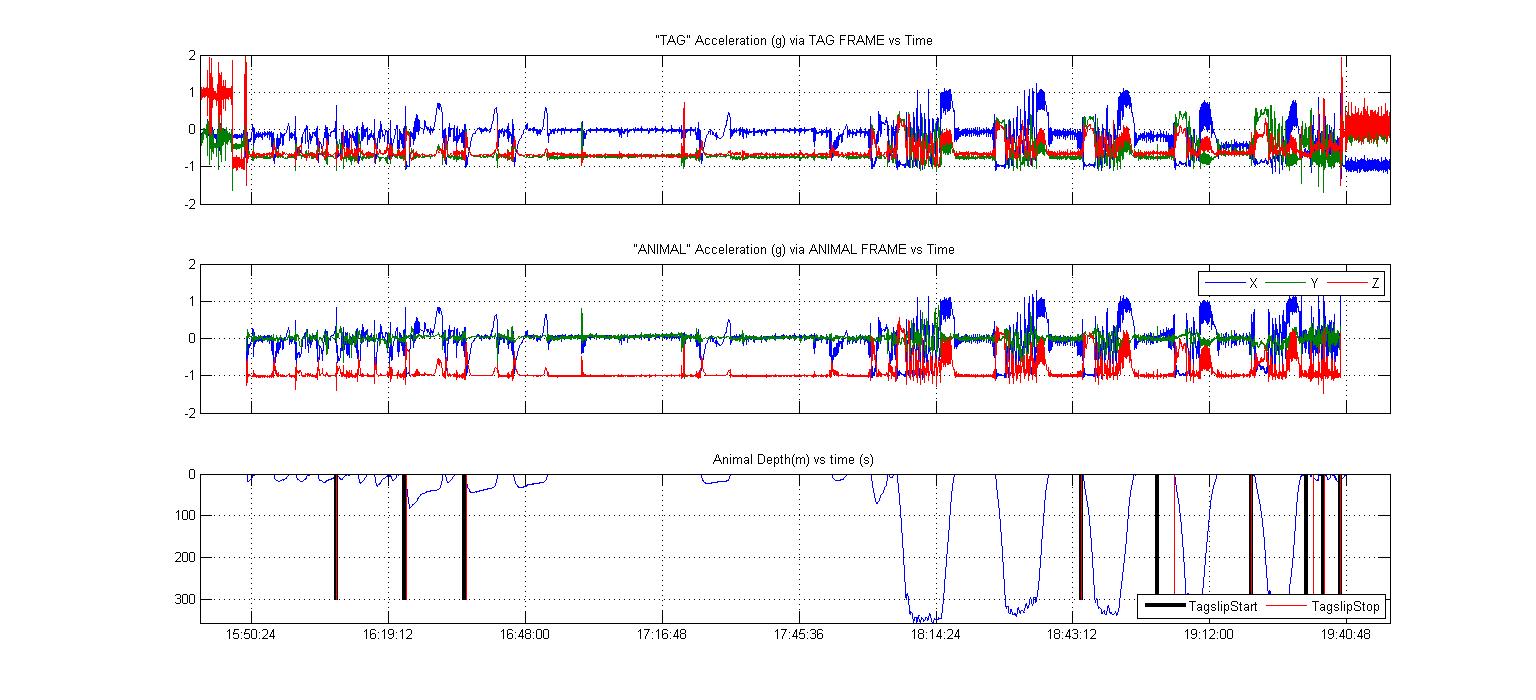 "TAG" Acceleration (g) via TAG FRAME vs Time
2
1
0
-1
-2
"ANIMAL" Acceleration (g) via ANIMAL FRAME vs Time
2
X Y Z
1
0
-1
-2
Animal Depth(m) vs time (s)
0
100
200
300
TagslipStart TagslipStop
15:50:24 16:19:12 16:48:00 17:16:48 17:45:36 18:14:24 18:43:12 19:12:00 19:40:48